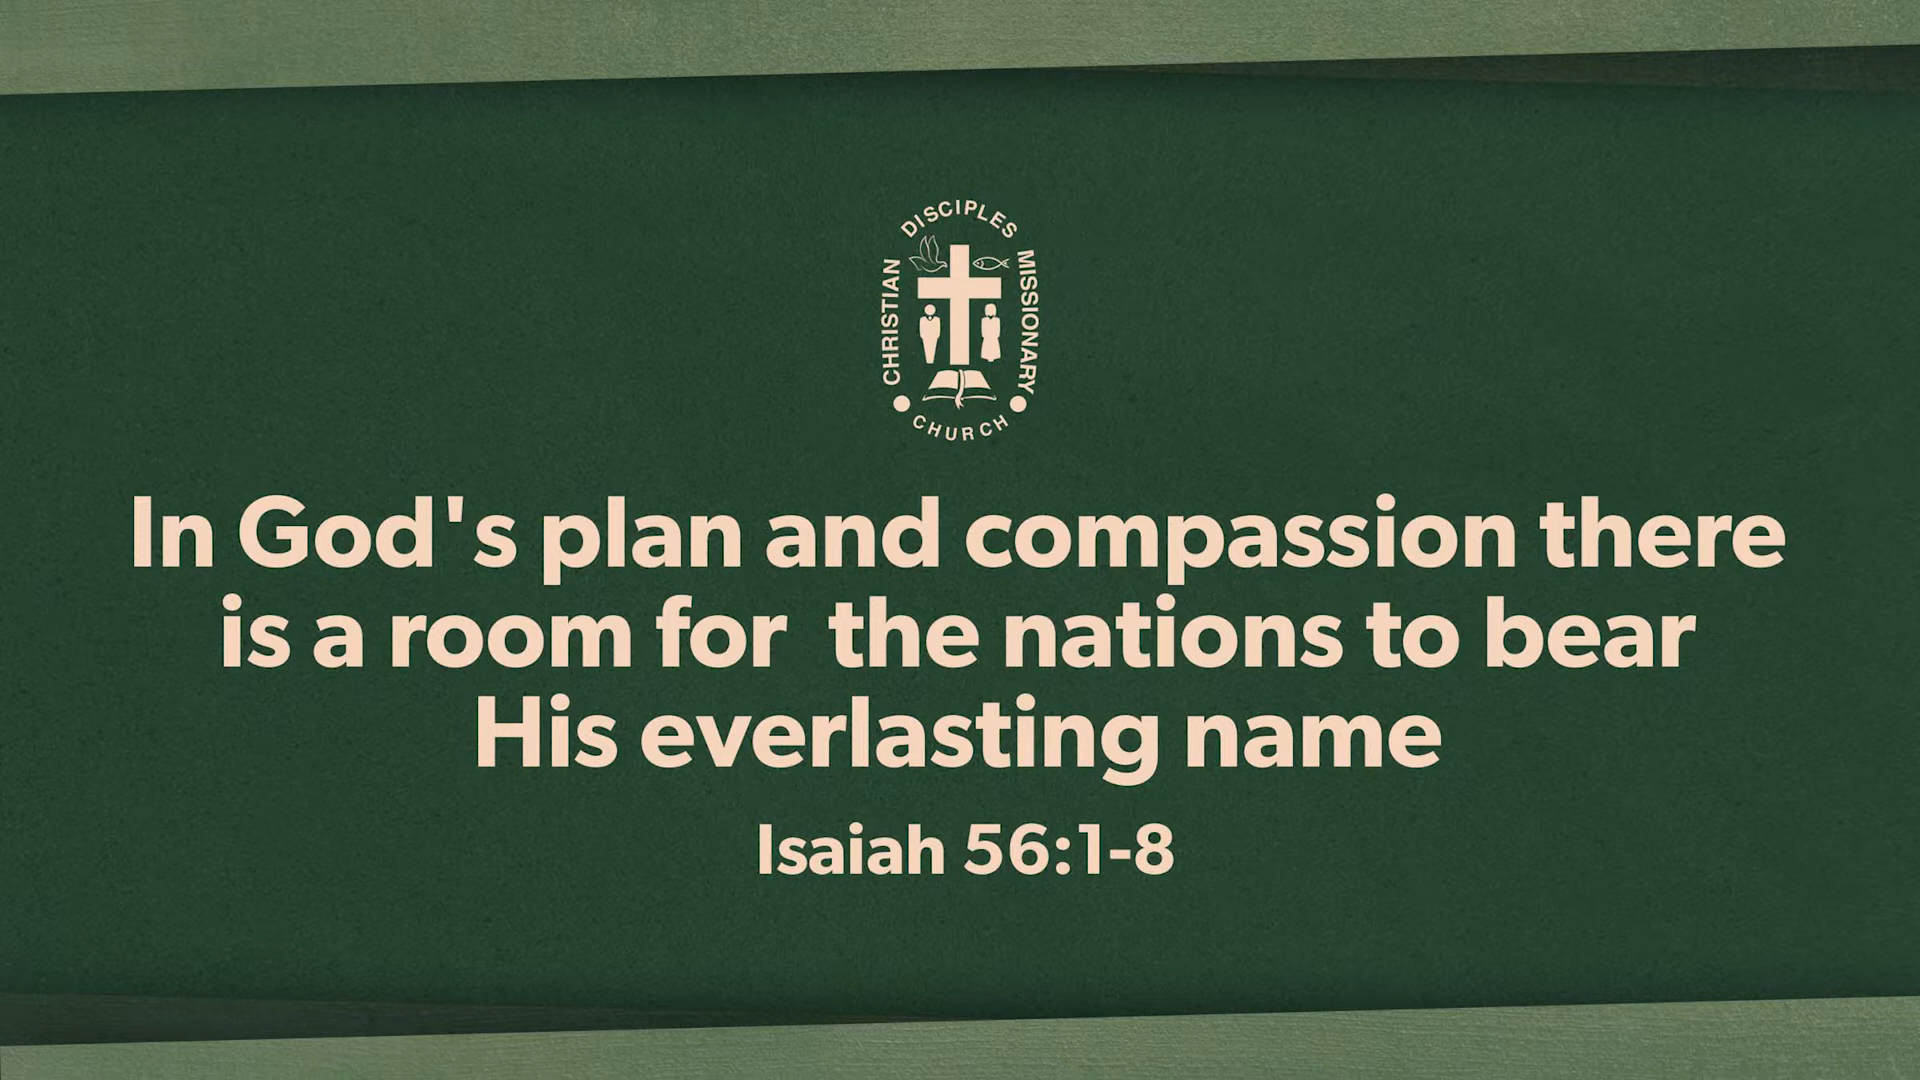 CHRISTIAN DISCIPLES MISSIONARY
CHURCH
In God's plan and compassion there
is a room for  the nations to bear
His everlasting name
Isaiah 56:1-8